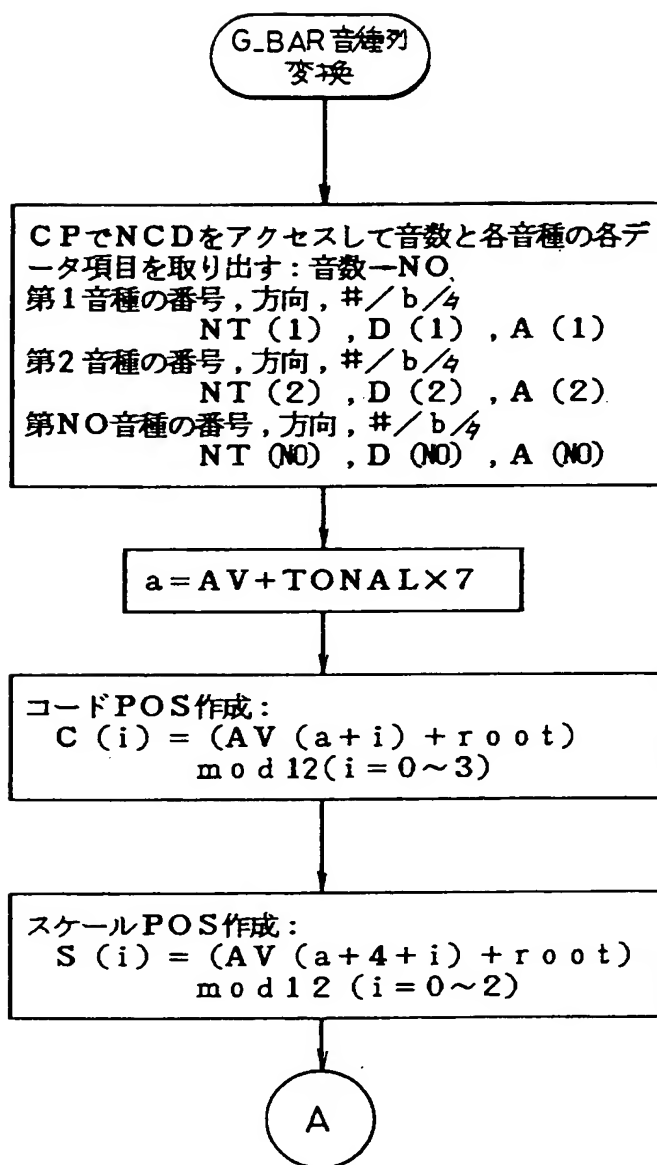 G_BAR音種列
変換
CPでNCDをアクセスして音数と各音種の各デ
ータ項目を取り出す：音数—NO、
第1音種の番号，方向，#／b／♮
NT（1），D（1），A（1）
第2音種の番号，方向，#／b／♮
NT（2），D（2），A（2）
第NO音種の番号，方向，#／b／♮
NT（NO），D（NO），A（NO）
a＝AV＋TONAL×7
コードPOS作成：
C（i）＝（AV（a＋i）＋root）
mod12（i＝0～3）
スケールPOS作成：
S（i）＝（AV（a＋4＋i）＋root）
mod12（i＝0～2）
A